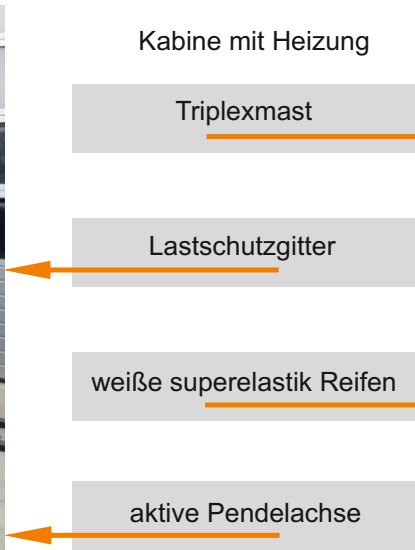 Kabine mit Heizung
Triplexmast
Lastschutzgitter
weiße superelastik Reifen
aktive Pendelachse